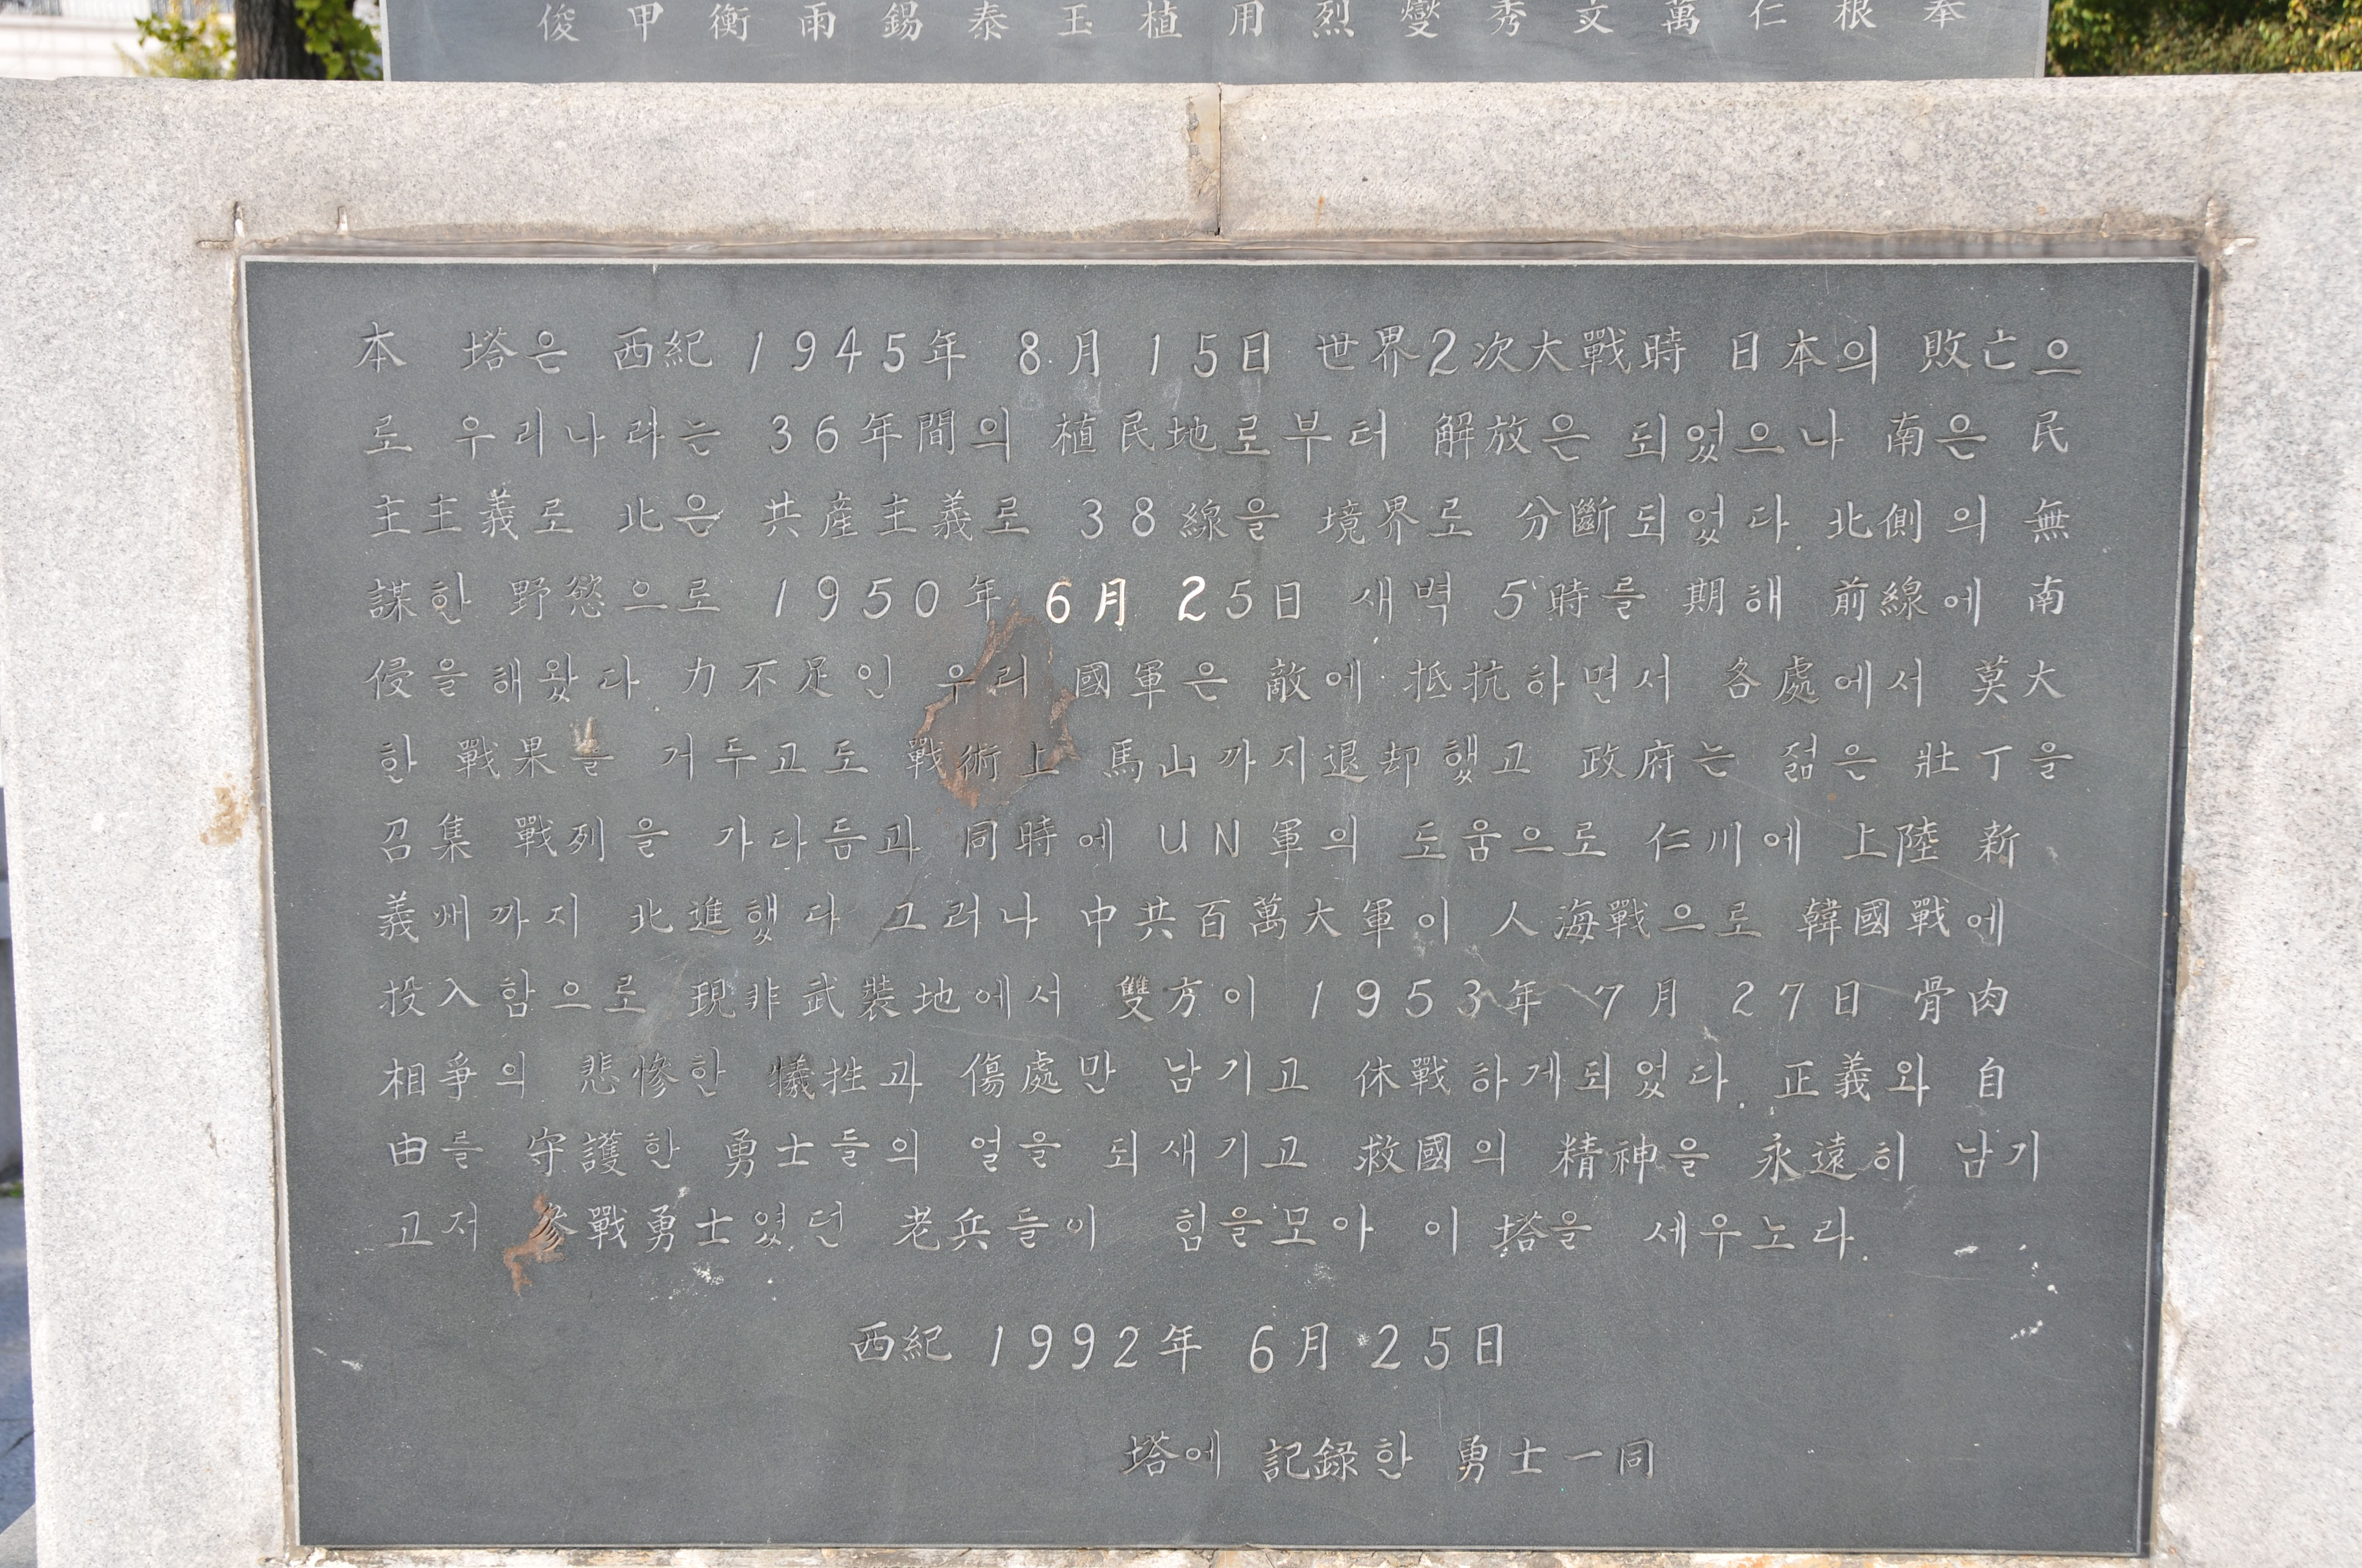 俊 甲 衡 雨 錫 泰 玉 植 用 烈 燮 秀 文 萬 仁 根 奉
本 塔은 西紀 1945年 8月 15日 世界2次大戰時 日本의 敗亡으
로 우리나라는 36年間의 植民地로부터 解放은 되었으나 南은 民
主主義로 北은 共産主義로 38線을 境界로 分斷되었다. 北側의 無
謀한 野慾으로 1950年 6月 25日 새벽 5時를 期해 前線에 南
侵을 해왔다. 力不足인 우리 國軍은 敵에 抵抗하면서 各處에서 莫大
한 戰果를 거두고도 戰術上 馬山까지退却했고 政府는 젊은 壯丁을
召集 戰列을 가다듬과 同時에 UN軍의 도움으로 仁川에 上陸 新
義州까지 北進했다 그러나 中共百萬大軍이 人海戰으로 韓國戰에
投入함으로 現非武裝地에서 雙方이 1953年 7月 27日 骨肉
相爭의 悲慘한 犧牲과 傷處만 남기고 休戰하게되었다. 正義와 自
由를 守護한 勇士들의 얼을 되새기고 救國의 精神을 永遠히 남기
고저 參戰勇士였던 老兵들이 힘을모아 이 塔을 세우노라.
西紀 1992年 6月 25日
塔에 記録한 勇士一同